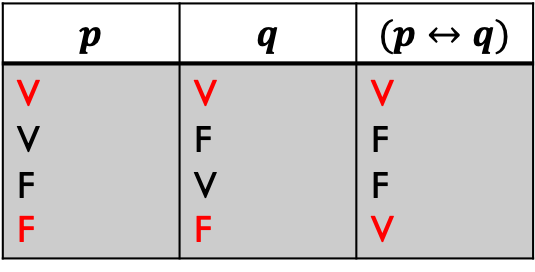 p q (p ↔ q)
V V V
V F F
F V F
F F V